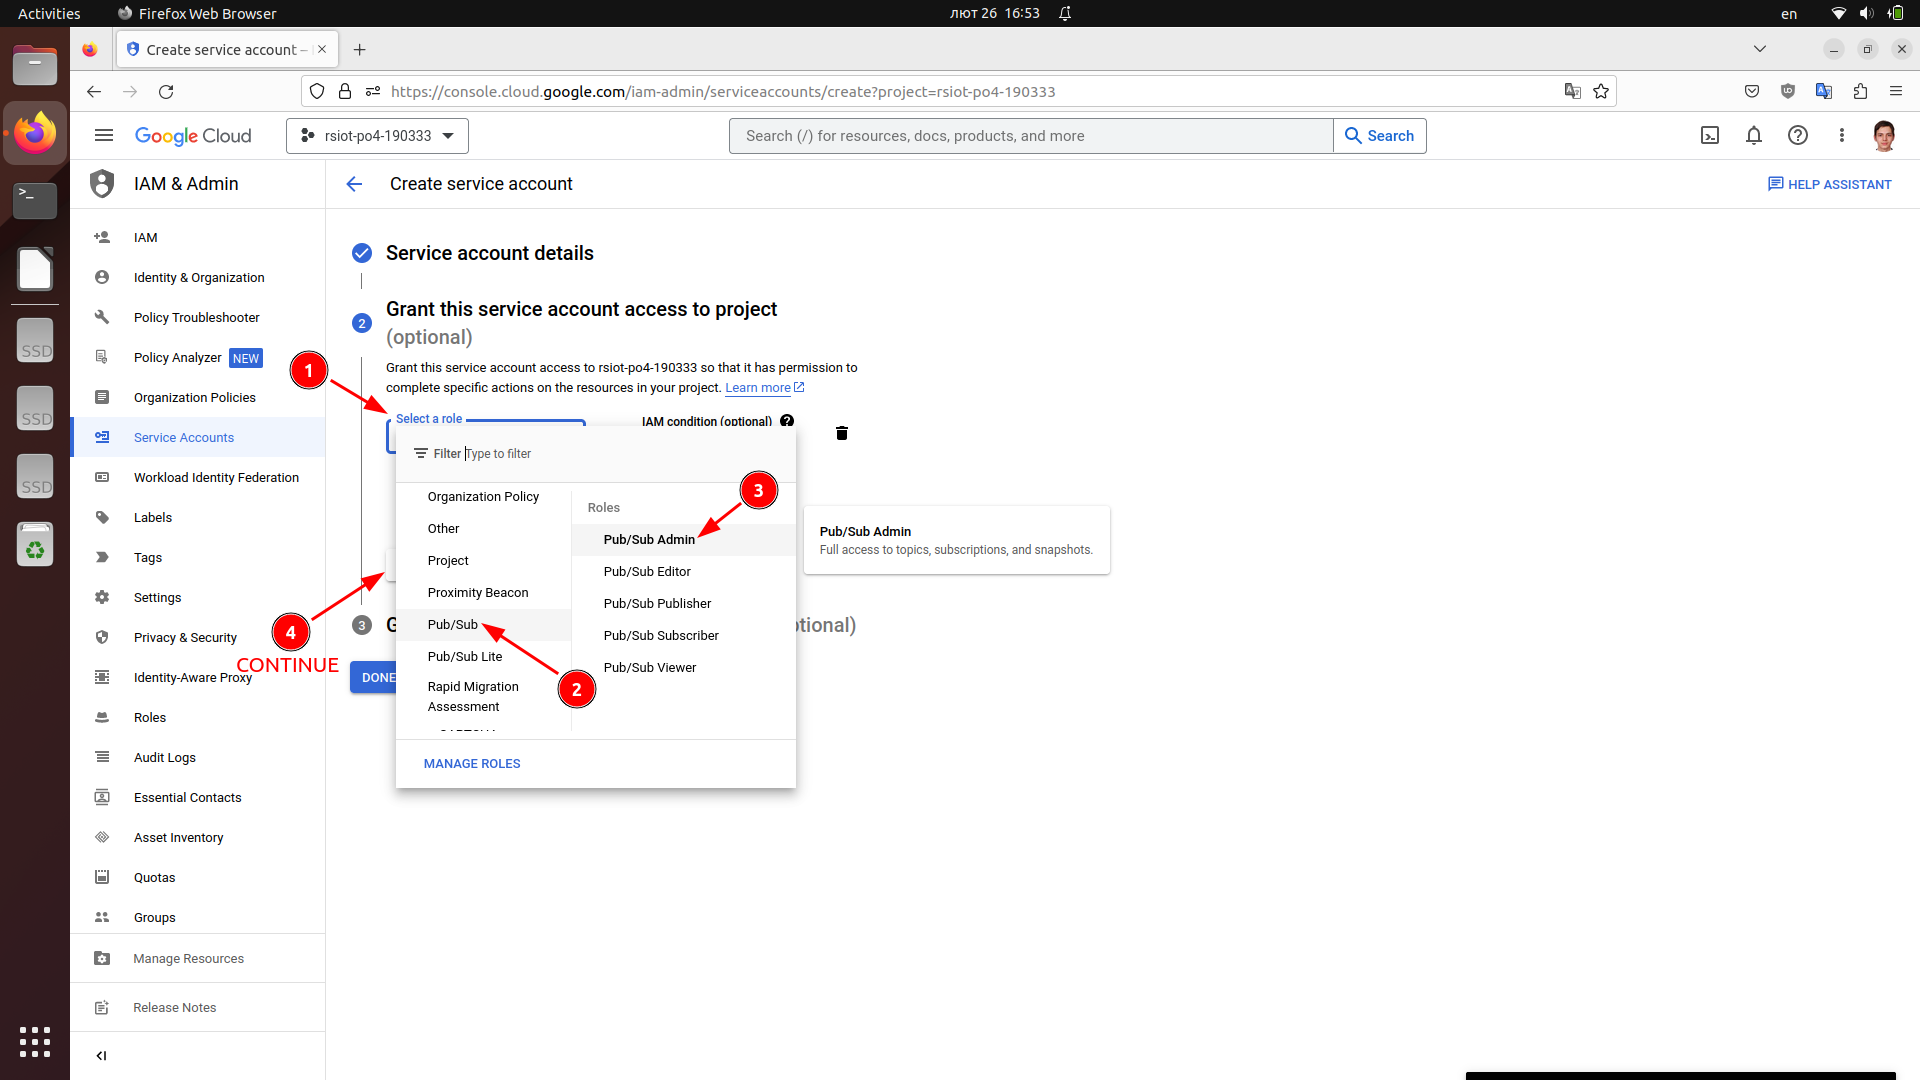 Activities
Firefox Web Browser
лют 26 16:53
en
Create service account –
https://console.cloud.google.com/iam-admin/serviceaccounts/create?project=rsiot-po4-190333
Google Cloud
rsiot-po4-190333
Search (/) for resources, docs, products, and more
Search
IAM & Admin
Create service account
HELP ASSISTANT
IAM
Identity & Organization
Policy Troubleshooter
Policy Analyzer NEW
Organization Policies
Service Accounts
Workload Identity Federation
Labels
Tags
Settings
Privacy & Security
Identity-Aware Proxy
Roles
Audit Logs
Essential Contacts
Asset Inventory
Quotas
Groups
Manage Resources
Release Notes
SSD
SSD
SSD
Service account details
2
Grant this service account access to project
(optional)
Grant this service account access to rsiot-po4-190333 so that it has permission to
complete specific actions on the resources in your project. Learn more
1
Select a role
IAM condition (optional)
Filter Type to filter
Organization Policy
Other
Project
Proximity Beacon
Pub/Sub
Pub/Sub Lite
Rapid Migration
Assessment
Roles
Pub/Sub Admin
Pub/Sub Editor
Pub/Sub Publisher
Pub/Sub Subscriber
Pub/Sub Viewer
3
2
MANAGE ROLES
Pub/Sub Admin
Full access to topics, subscriptions, and snapshots.
4
CONTINUE
3
G
ptional)
DONE